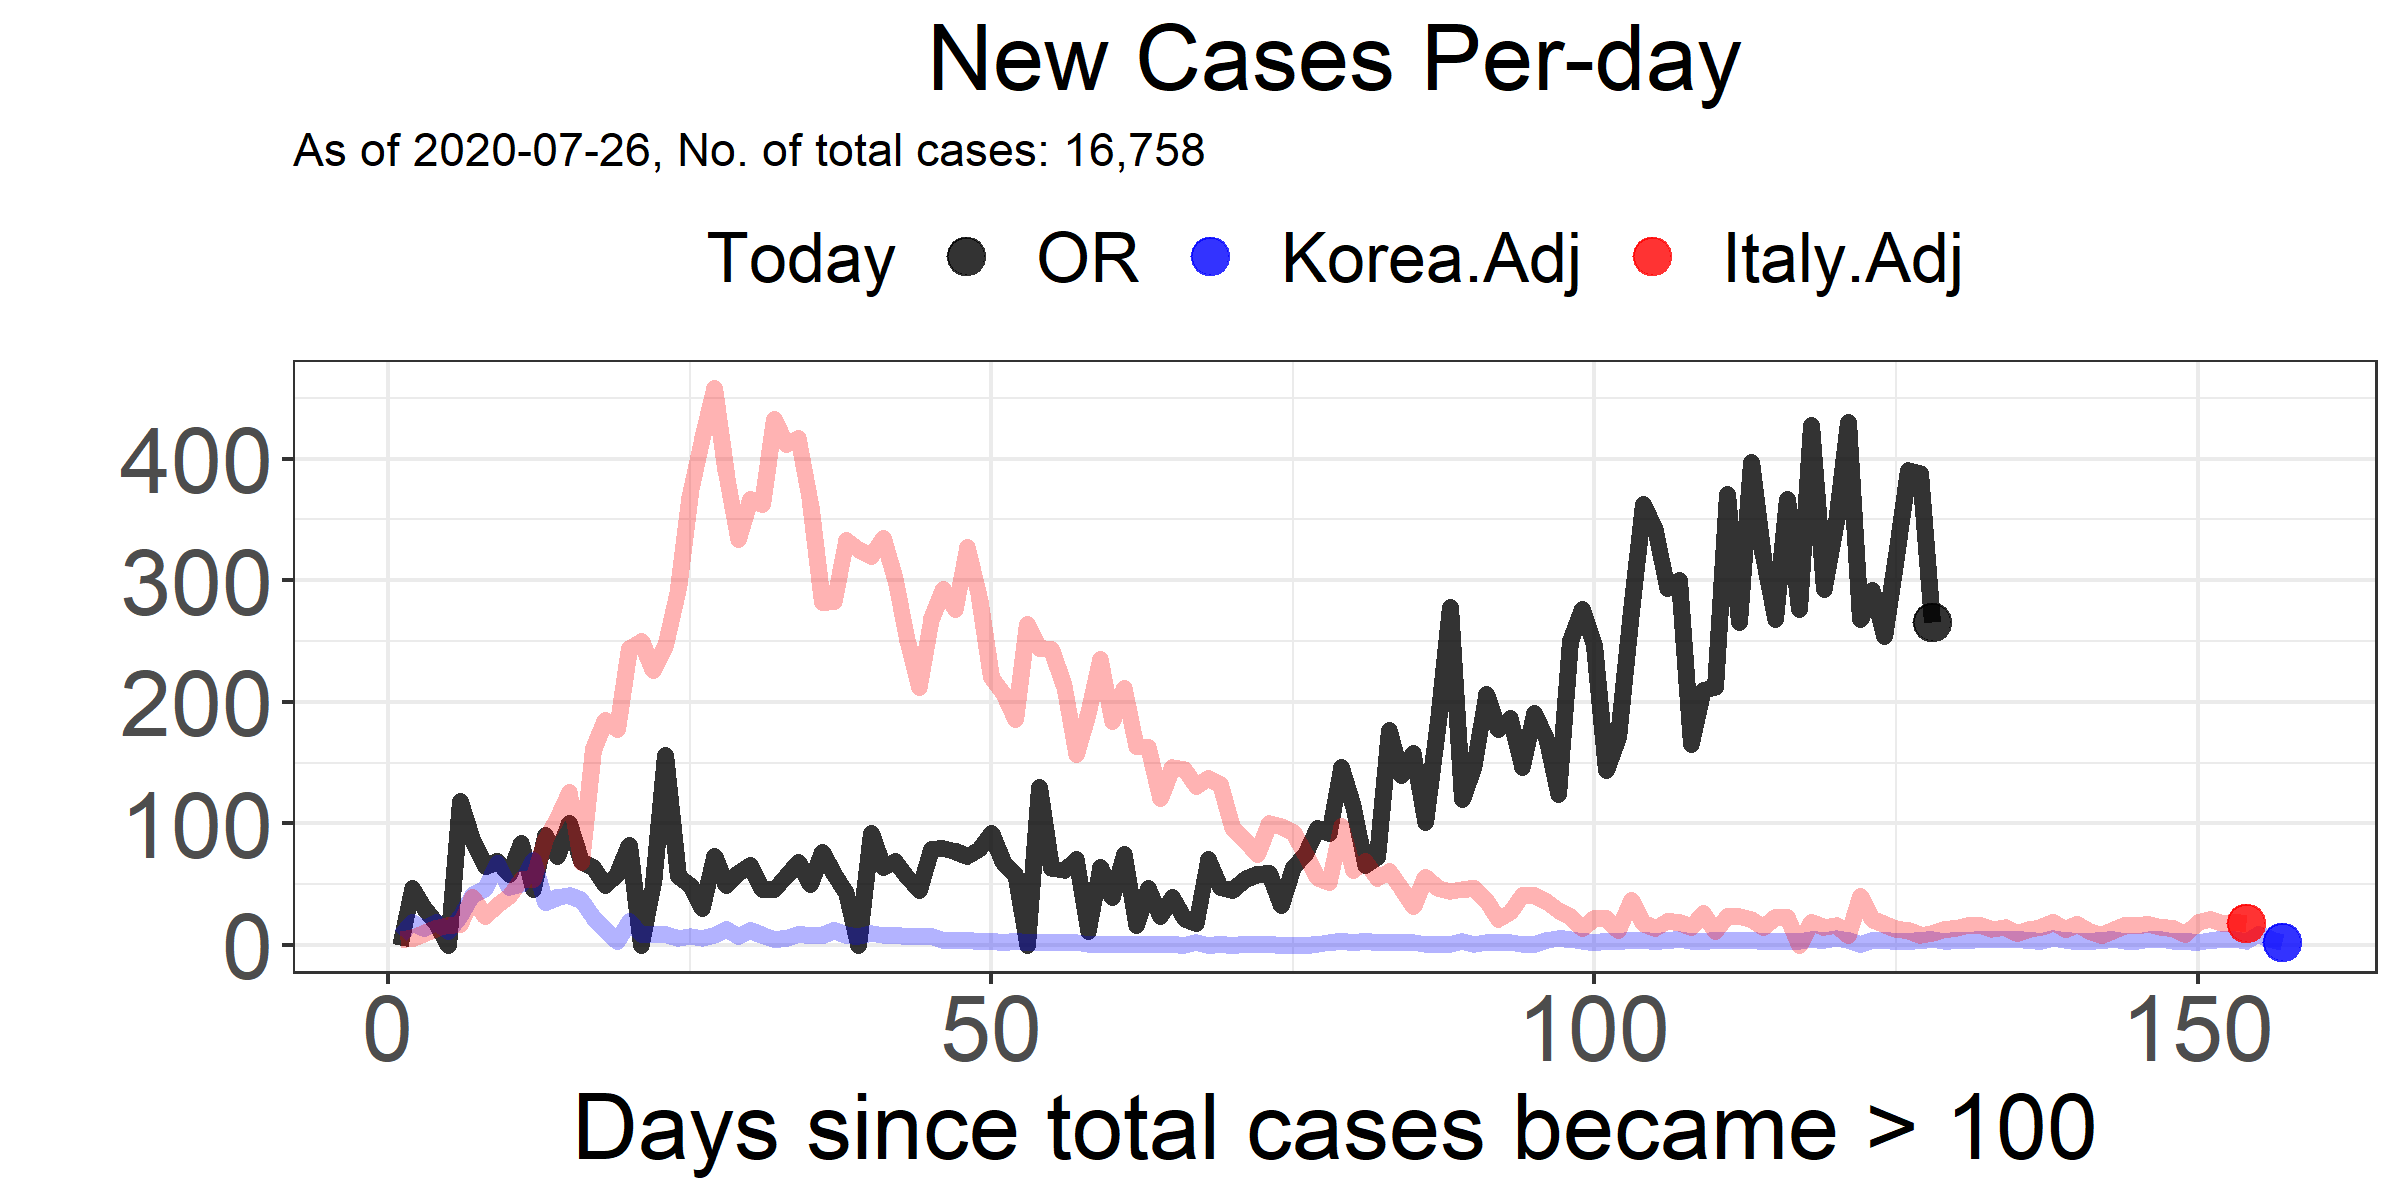 New Cases Per-day
As of 2020-07-26, No. of total cases: 16,758
Today OR Korea.Adj Italy.Adj
400
300
200
100
0
0 50 100 150
Days since total cases became > 100